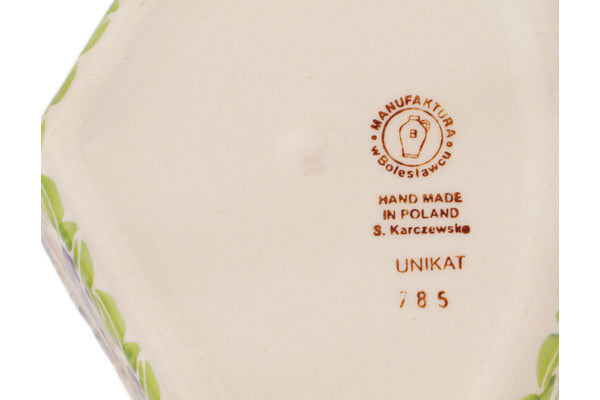 MANUFAKTURA
w Bolesławcu
B
HAND MADE
IN POLAND
S. Karczewska
UNIKAT
785